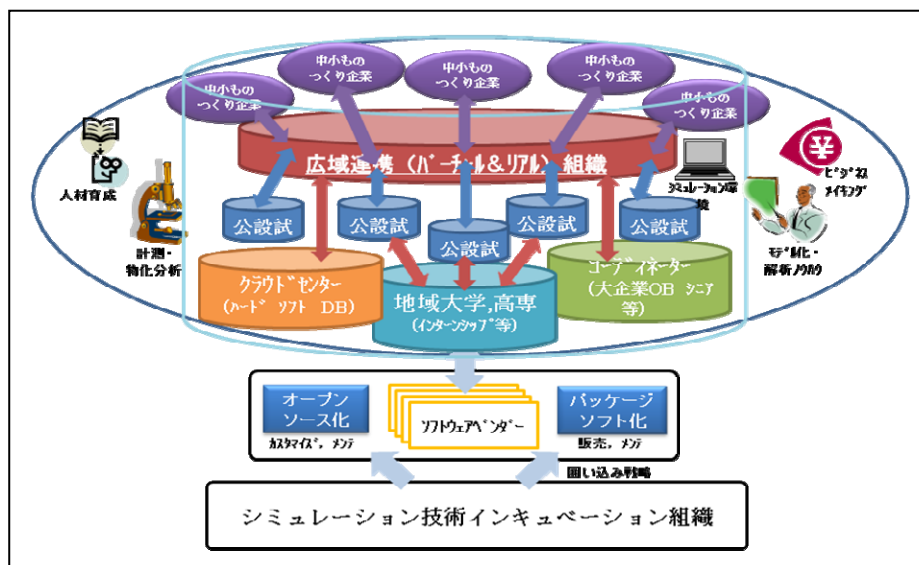 中小もの
つくり企業
中小もの
つくり企業
中小もの
つくり企業
中小もの
つくり企業
中小もの
つくり企業
広域連携（ﾊﾞｰﾁｬﾙ＆ﾘｱﾙ）組織
人材育成
計測・
物化分析
ｼﾐｭﾚｰｼｮﾝ環
境
ﾋﾞｼﾞﾈｽ
ﾒｲｷﾝｸﾞ
ﾓﾃﾞﾙ化・
解析ﾉｳﾊｳ
公設試
公設試
公設試
公設試
公設試
クラウドセンター
(ﾊｰﾄﾞ ｿﾌﾄ DB)
地域大学,高専
(ｲﾝﾀｰﾝｼｯﾌﾟ等)
コーディネーター
(大企業OB ｼﾆｱ
等)
オープン
ソース化
ｶｽﾀﾏｲｽﾞ，ﾒﾝﾃ
ｿﾌﾄｳｪｱﾍﾞﾝﾀﾞｰ
パッケージ
ソフト化
販売，ﾒﾝﾃ
囲い込み戦略
シミュレーション技術インキュベーション組織